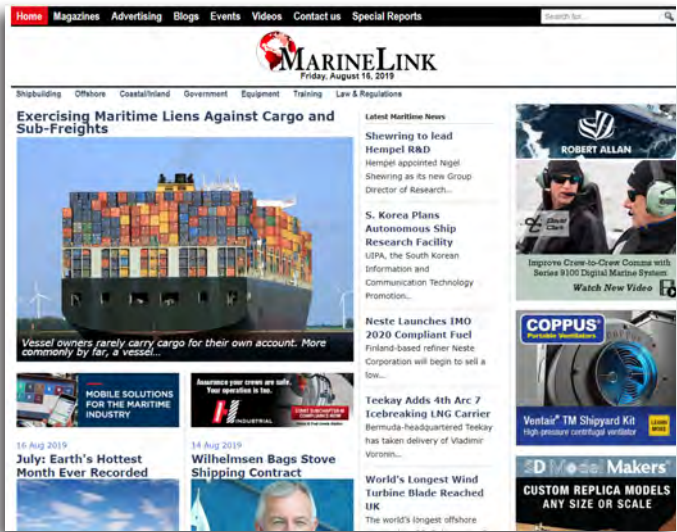 Home Magazines Advertising Blogs Events Videos Contact us Special Reports
Search for...
MARINELINK
Friday, August 16, 2019
Shipbuilding Offshore Coastal/Inland Government Equipment Training Law & Regulations
Exercising Maritime Liens Against Cargo and
Sub-Freights
Vessel owners rarely carry cargo for their own account. More
commonly by far, a vessel...
MOBILE SOLUTIONS
FOR THE MARITIME
INDUSTRY
Assurance your crews are safe.
Your operation is too.
INDUSTRIAL
16 Aug 2019
July: Earth's Hottest
Month Ever Recorded
14 Aug 2019
Wilhelmsen Bags Stove
Shipping Contract
Latest Maritime News
Shewring to lead
Hempel R&D
Hempel appointed Nigel
Shewring as its new Group
Director of Research...
S. Korea Plans
Autonomous Ship
Research Facility
UIPA, the South Korean
Information and
Communication Technology
Promotion...
Neste Launches IMO
2020 Compliant Fuel
Finland-based refiner Neste
Corporation will begin to sell a
low...
Teekay Adds 4th Arc 7
Icebreaking LNG Carrier
Bermuda-headquartered Teekay
has taken delivery of Vladimir
Voronin...
World's Longest Wind
Turbine Blade Reached
UK
The world's longest offshore
ROBERT ALLAN
David
Clark
Improve Crew-to-Crew Comms with
Series 9100 Digital Marine System
Watch New Video
COPPUS
Portable Ventilators
Ventair TM Shipyard Kit
High-pressure centrifugal ventilator
LEARN
MORE
SD Model Makers
CUSTOM REPLICA MODELS
ANY SIZE OR SCALE